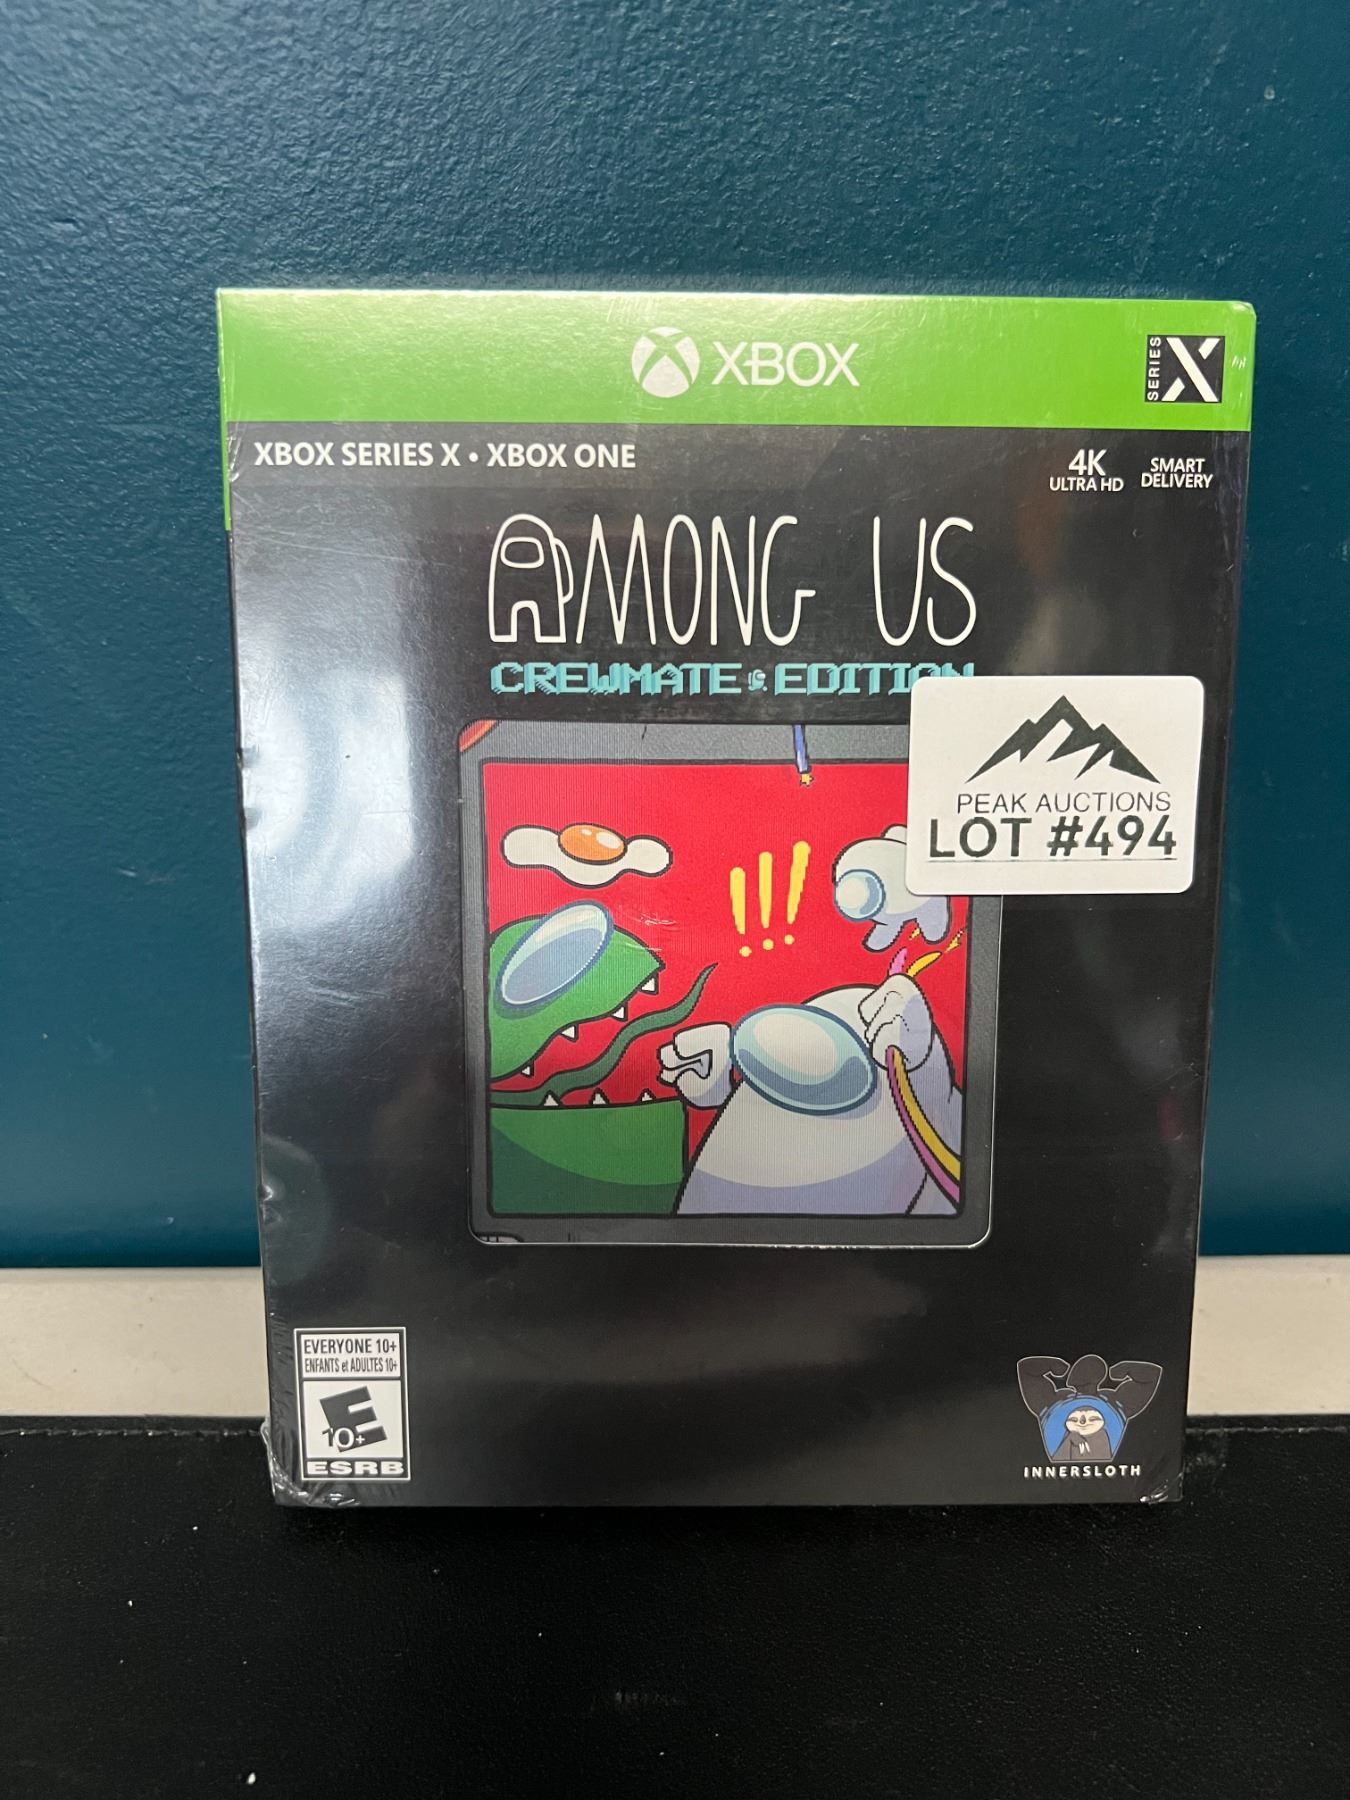 XBOX
SERIES X
XBOX SERIES X • XBOX ONE
4K
ULTRA HD
SMART
DELIVERY
AMONG US
CREWMATE EDITION
!!!
PEAK AUCTIONS
LOT #494
EVERYONE 10+
ENFANTS et ADULTES 10+
E
10+
ESRB
INNERSLOTH